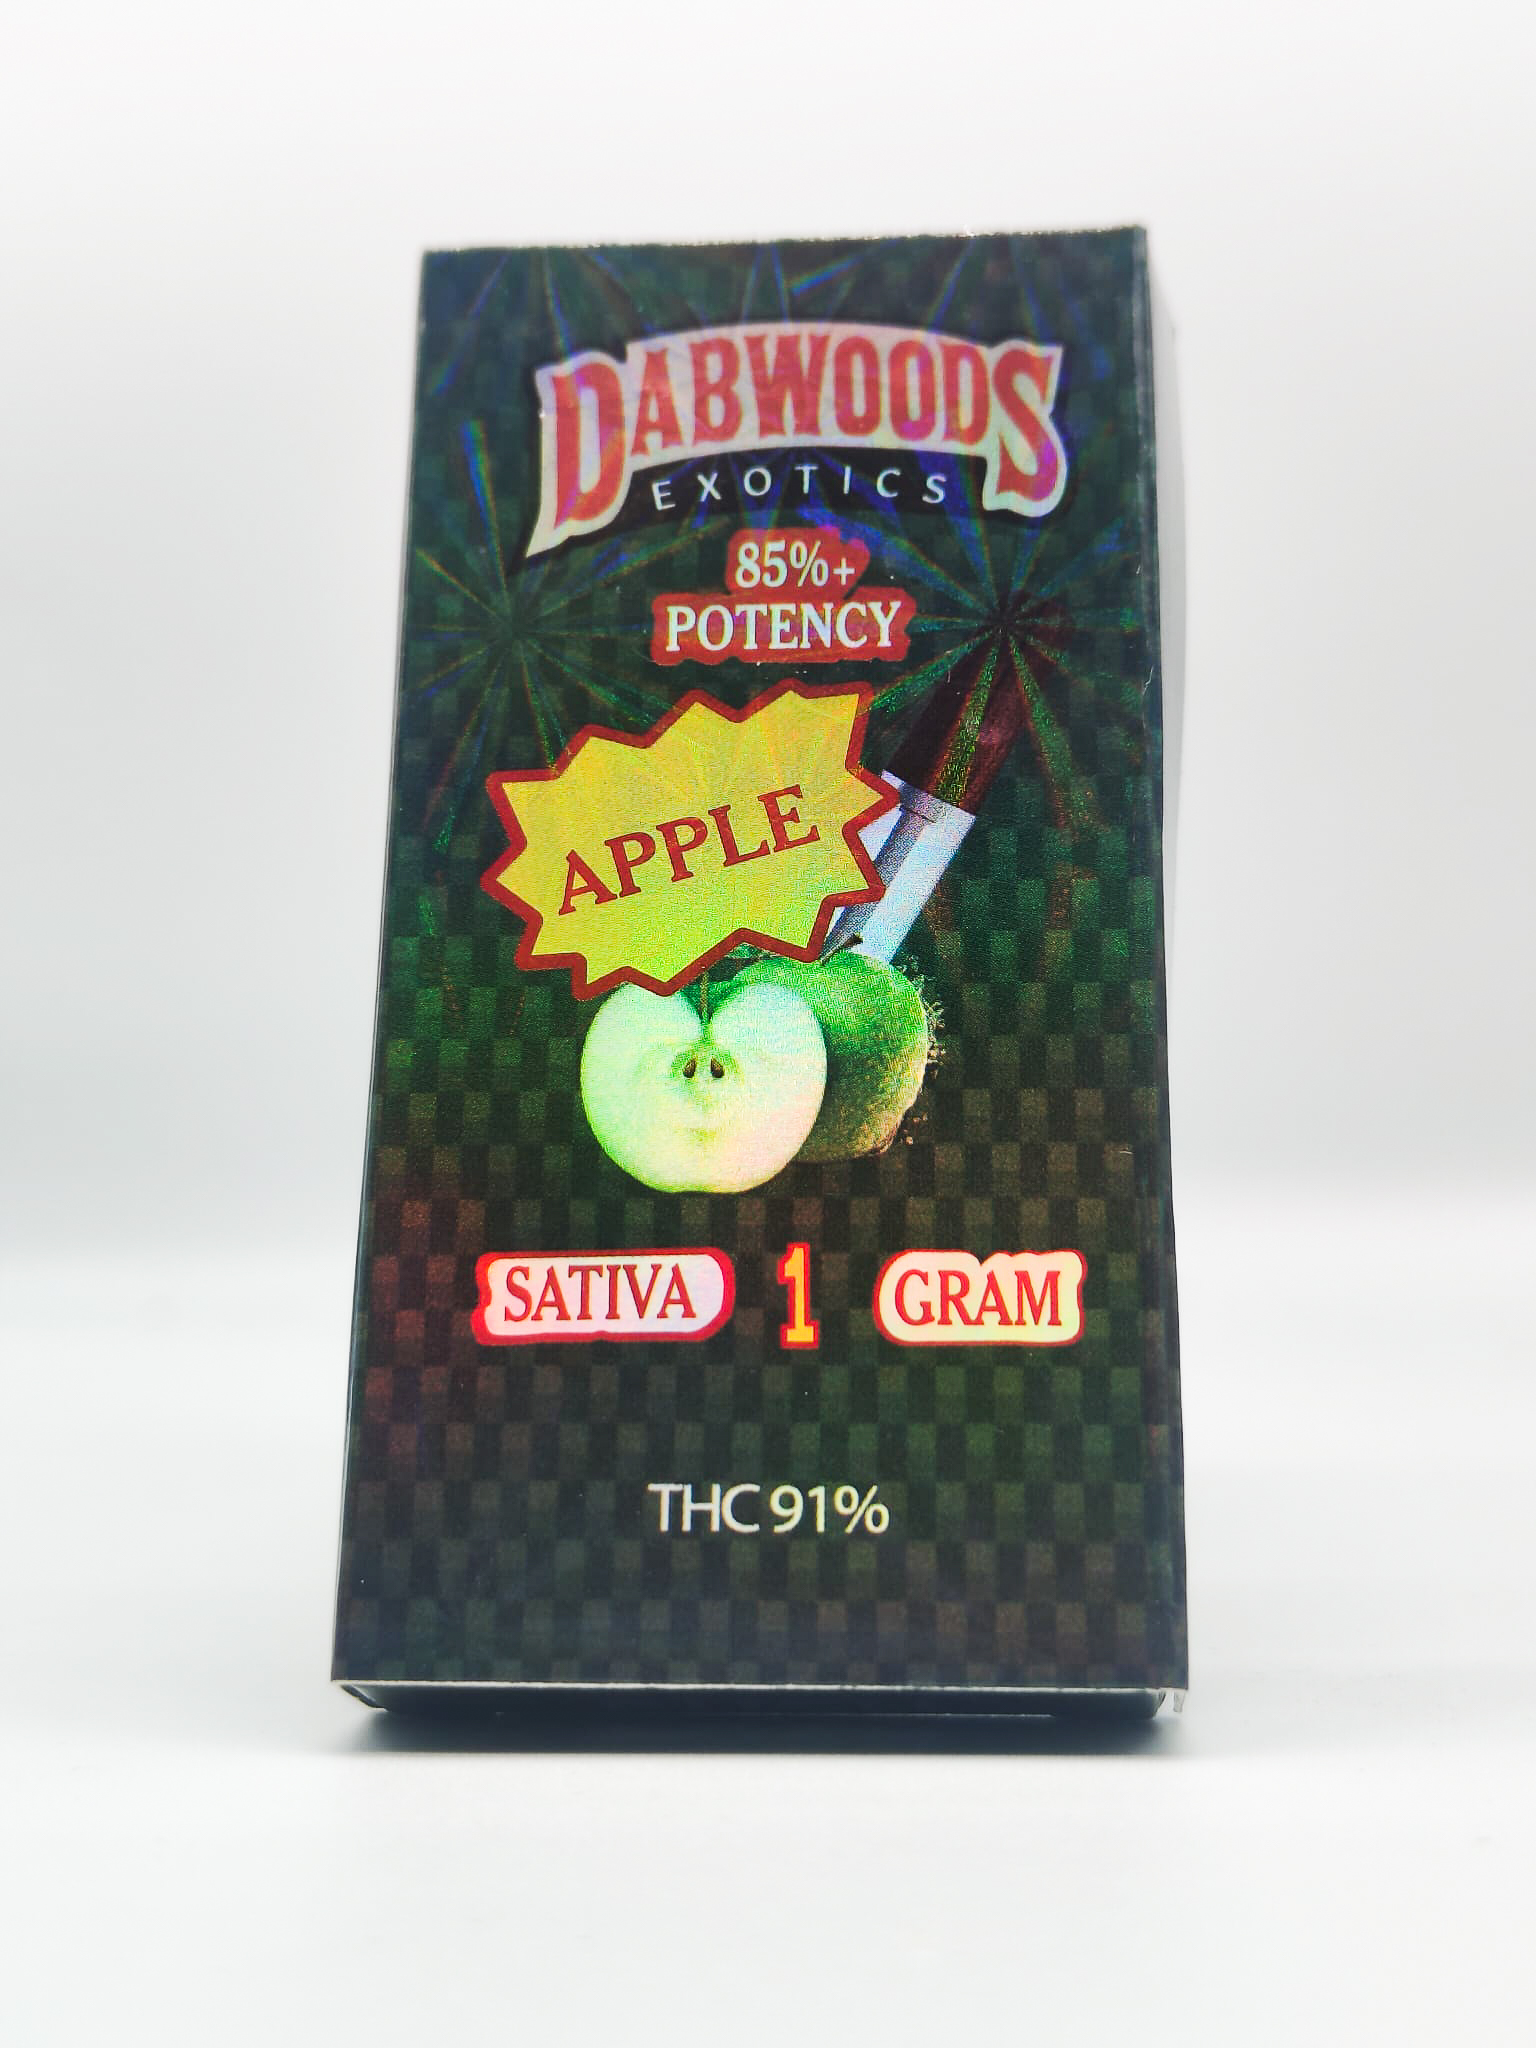 DABWOODS
EXOTICS
85%+
POTENCY
APPLE
SATIVA 1 GRAM
THC 91%